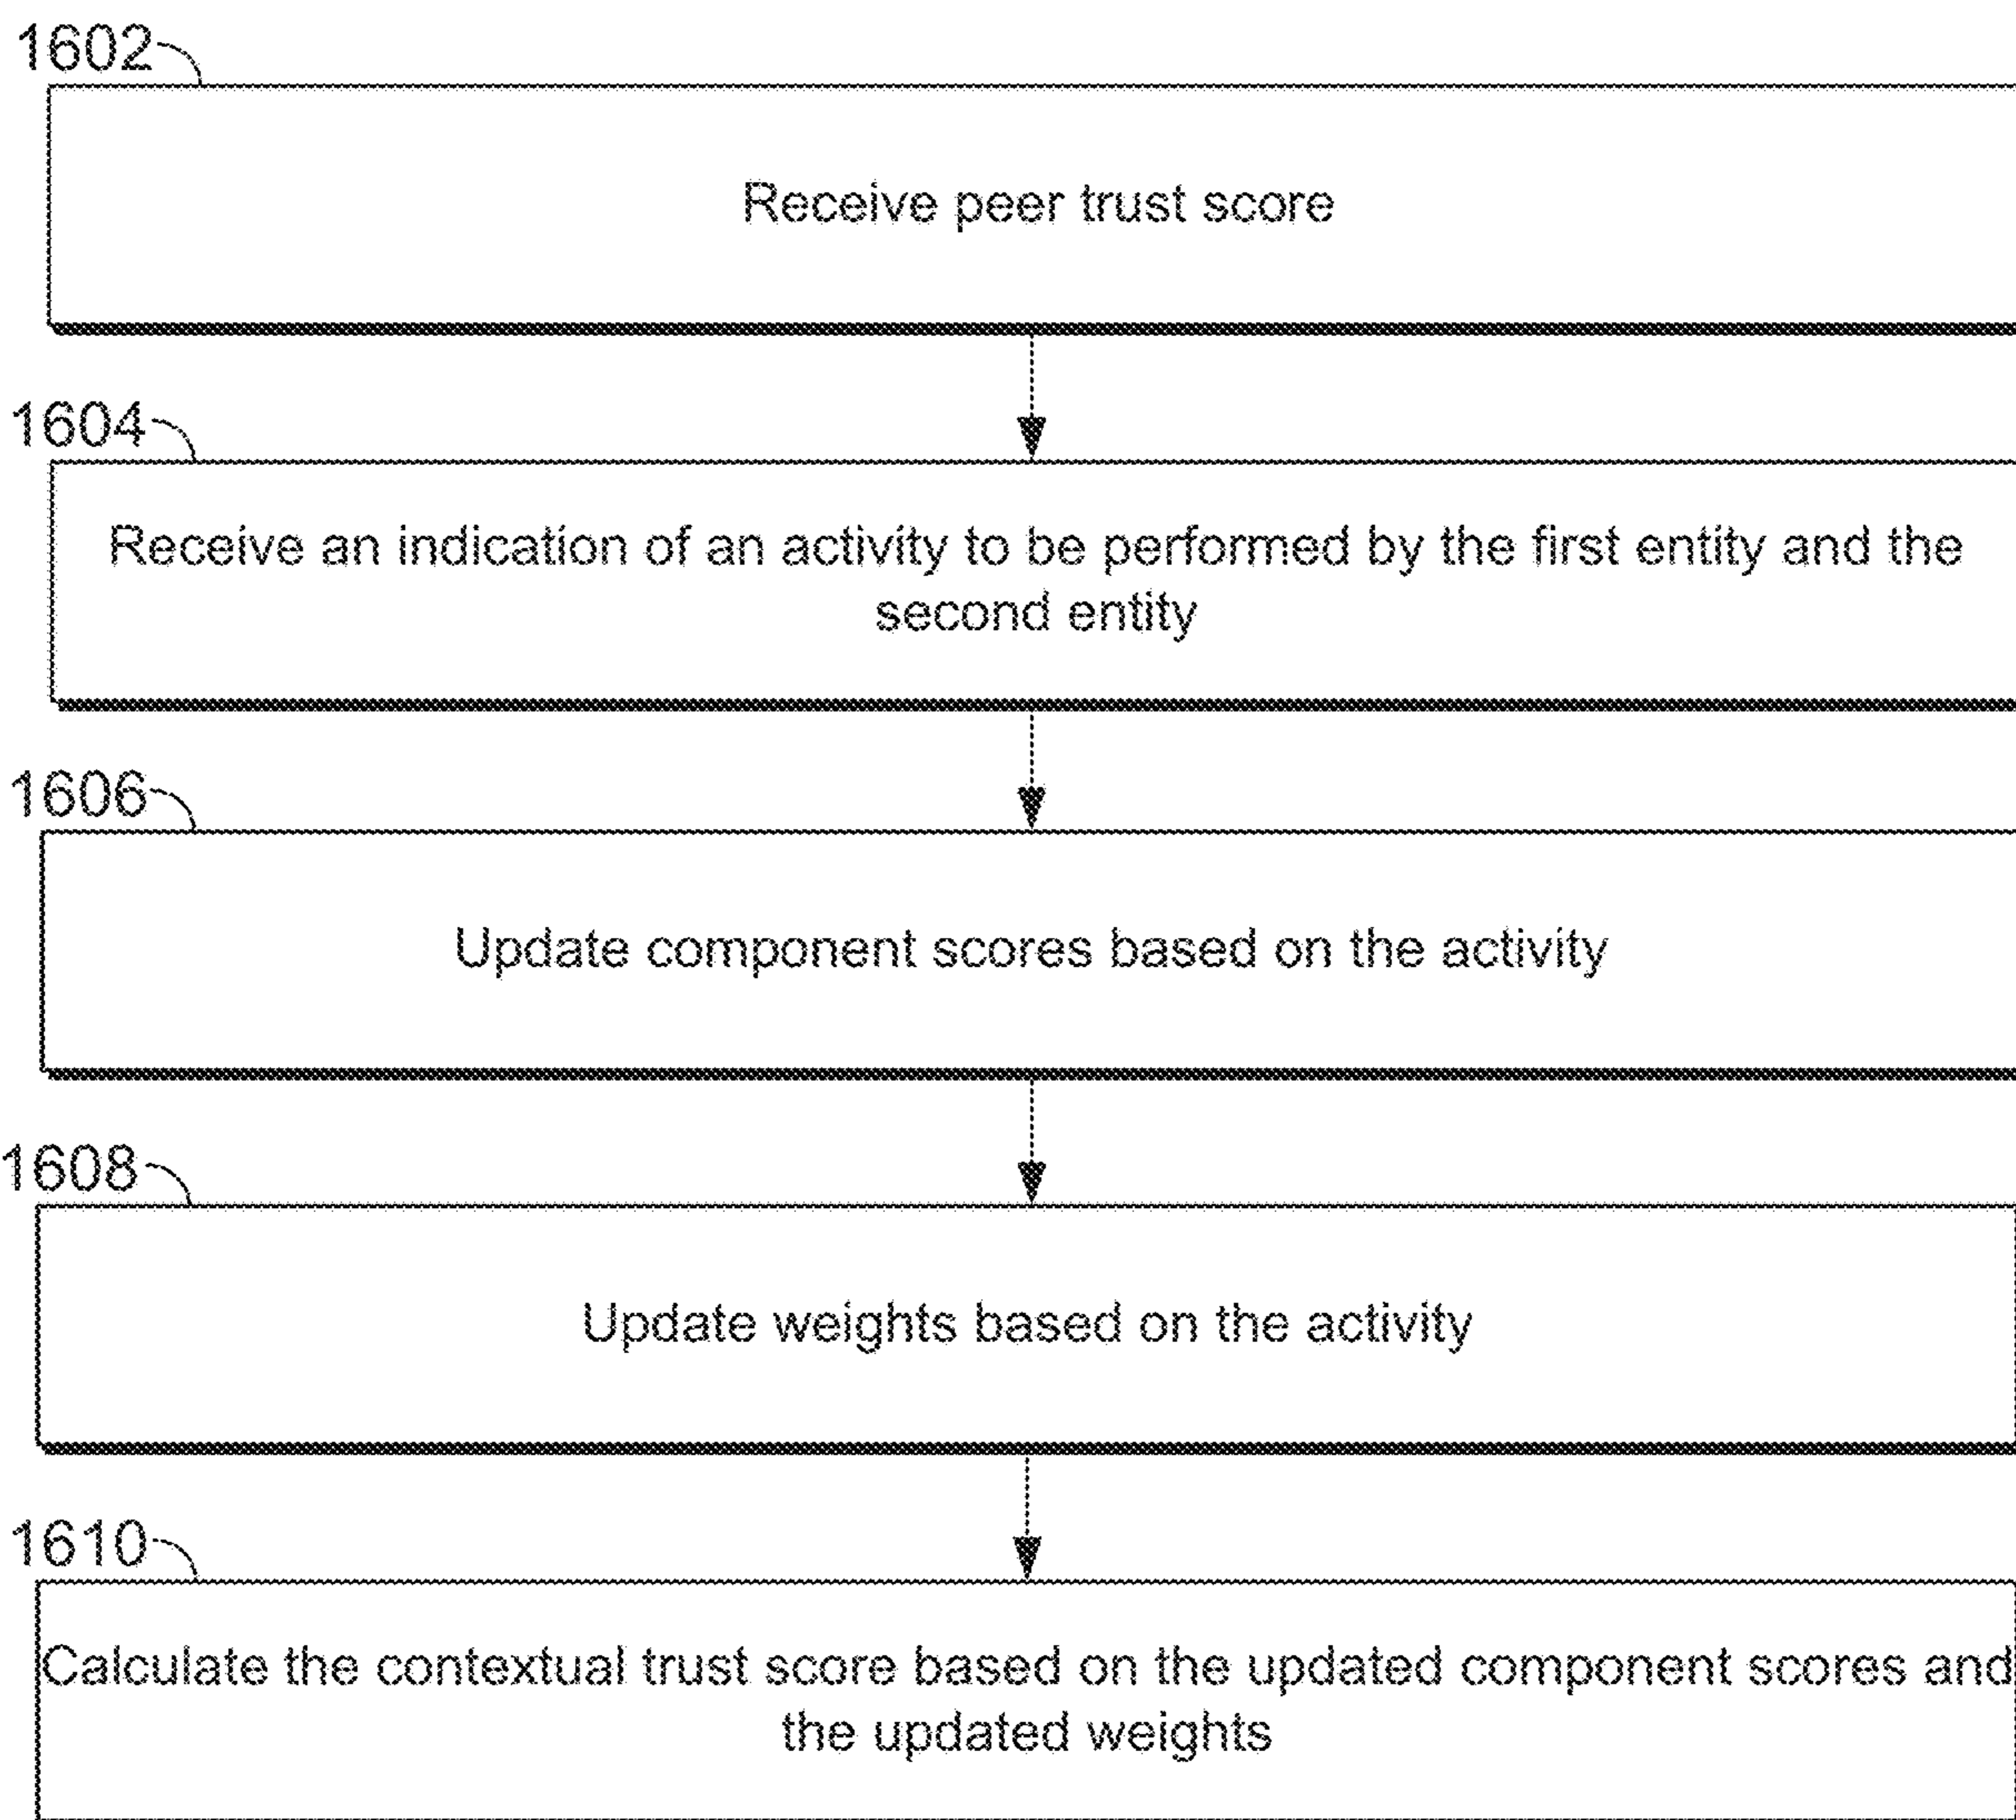 1602
Receive peer trust score
1604
Receive an indication of an activity to be performed by the first entity and the
second entity
1606
Update component scores based on the activity
1608
Update weights based on the activity
1610
Calculate the contextual trust score based on the updated component scores and
the updated weights